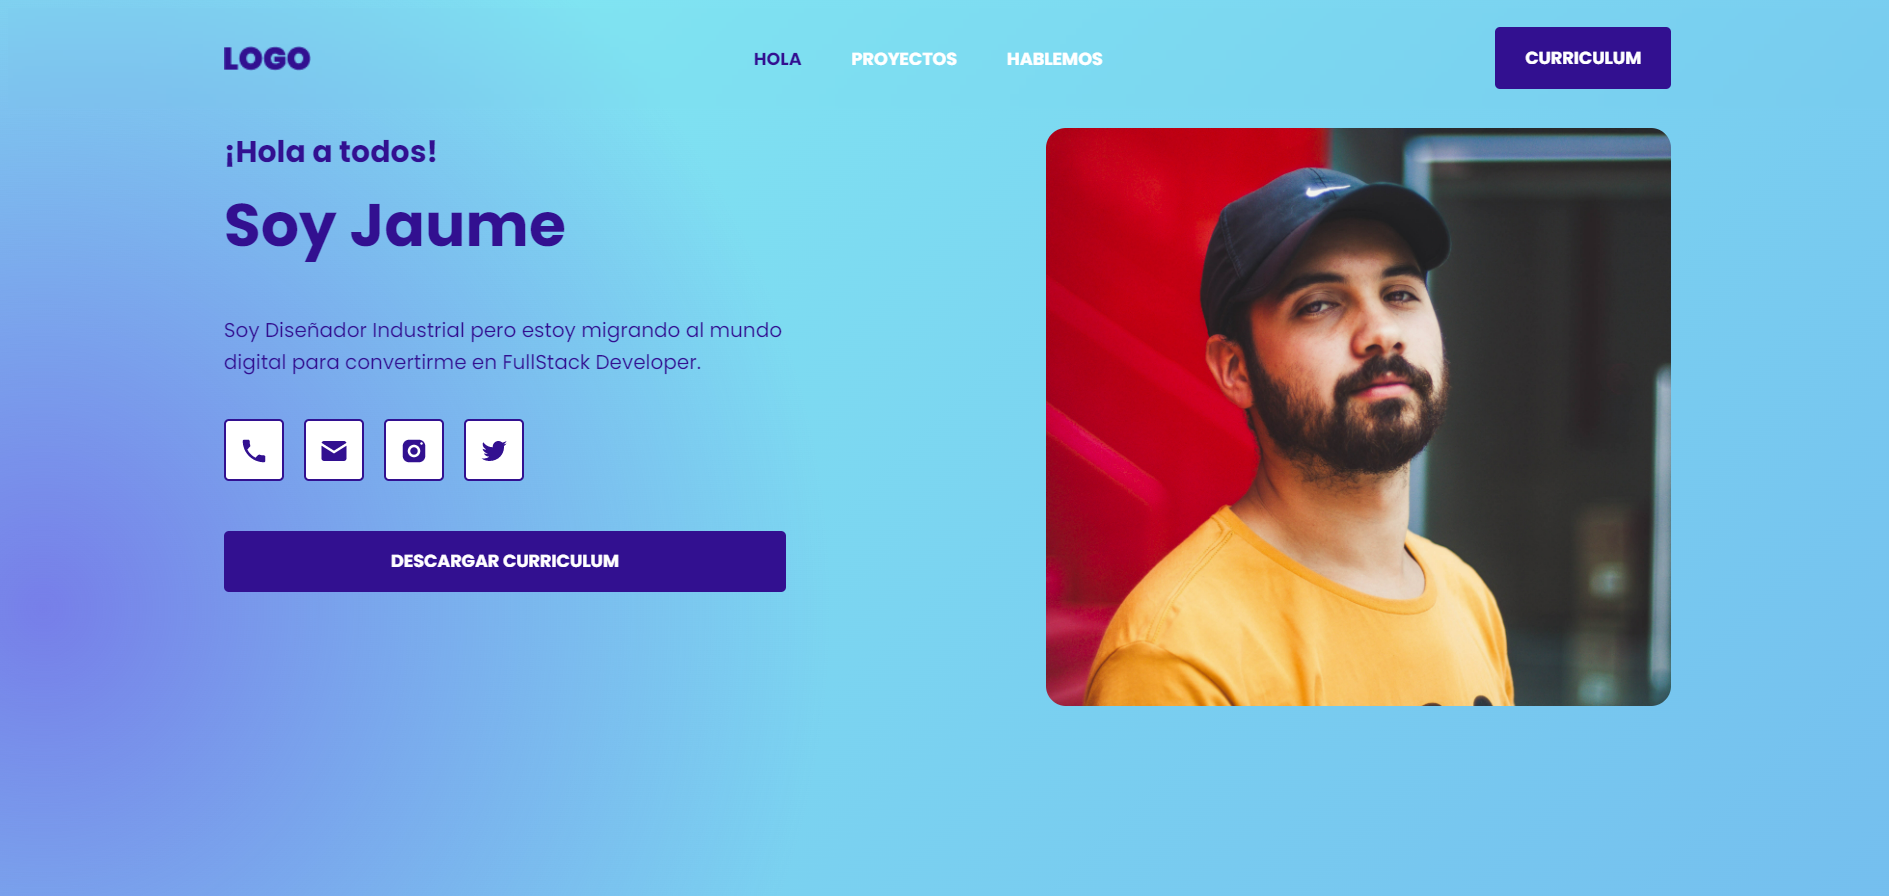 LOGO
HOLA PROYECTOS HABLEMOS
CURRICULUM
¡Hola a todos!
Soy Jaume
Soy Diseñador Industrial pero estoy migrando al mundo
digital para convertirme en FullStack Developer.
DESCARGAR CURRICULUM